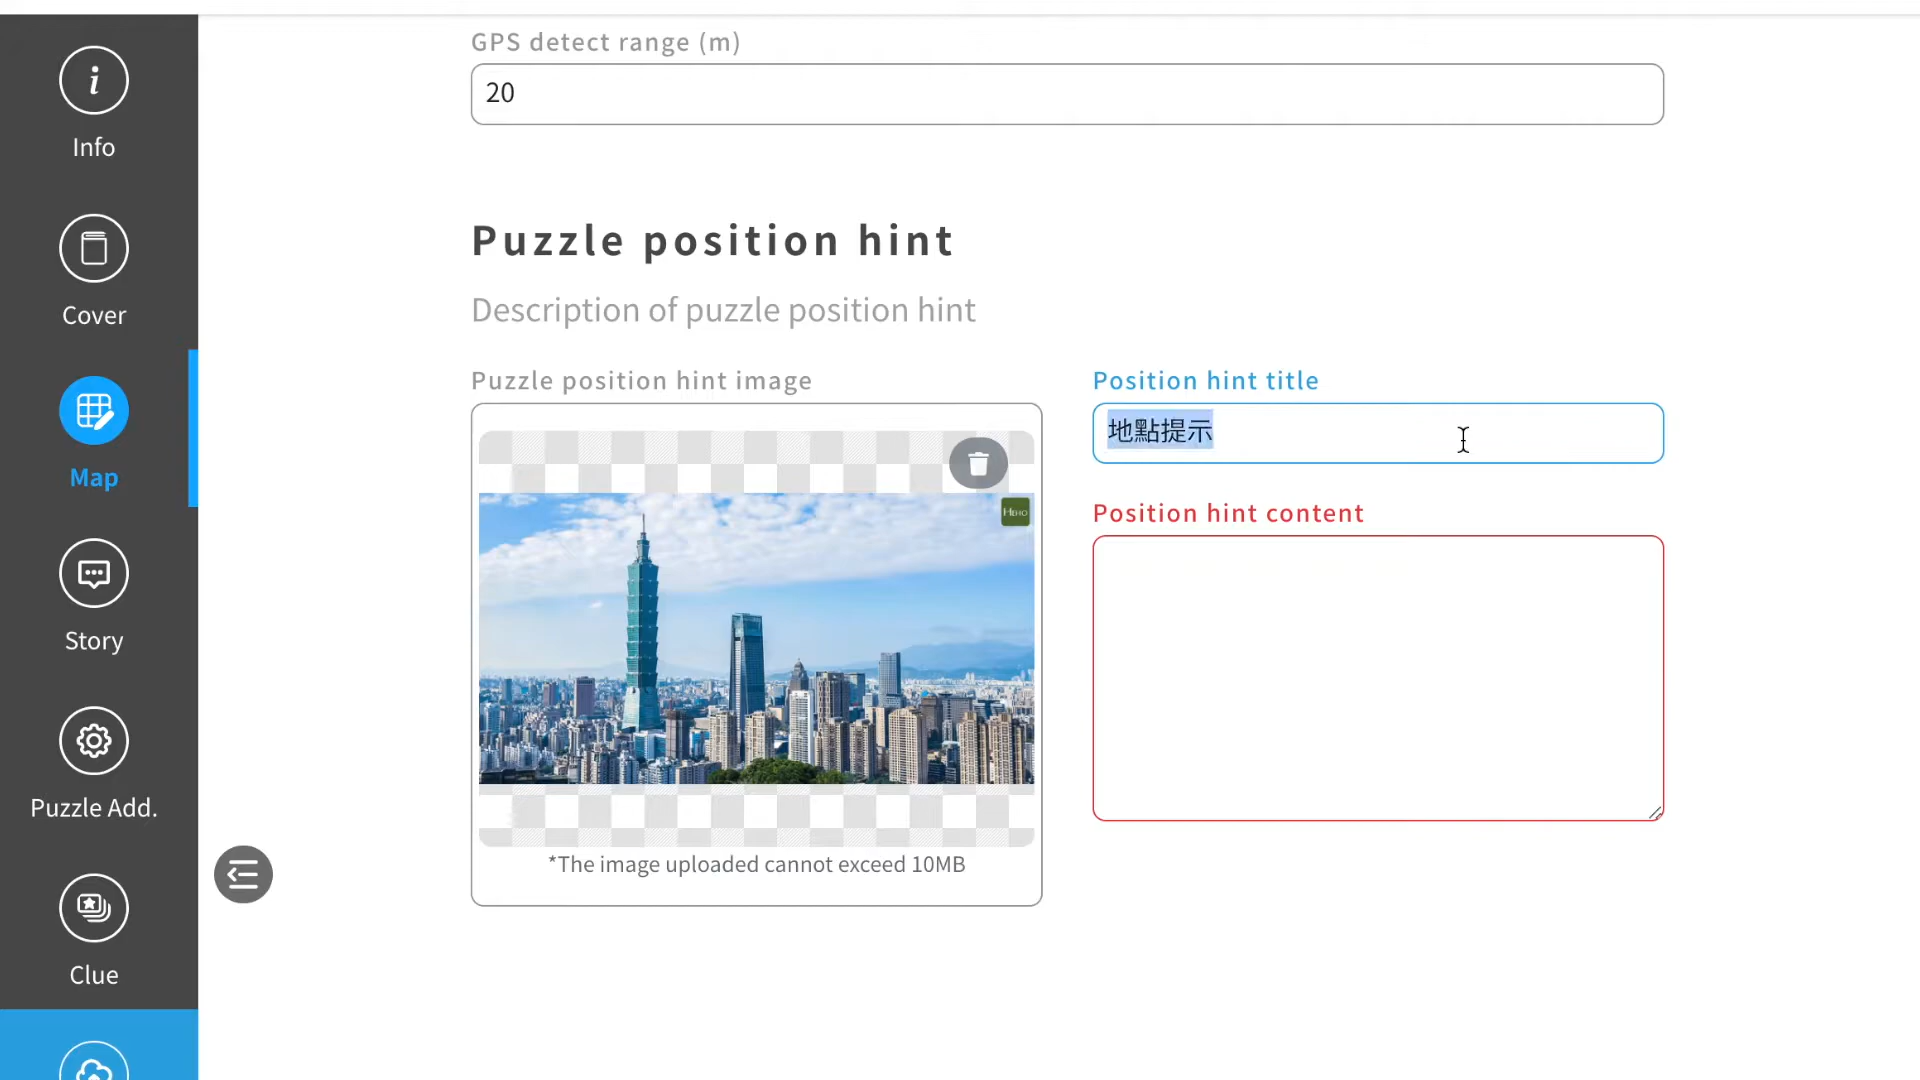 GPS detect range (m)
20
Info
Puzzle position hint
Description of puzzle position hint
Cover
Puzzle position hint image
Position hint title
地點提示
Map
Position hint content
HEHO
Story
Puzzle Add.
*The image uploaded cannot exceed 10MB
Clue